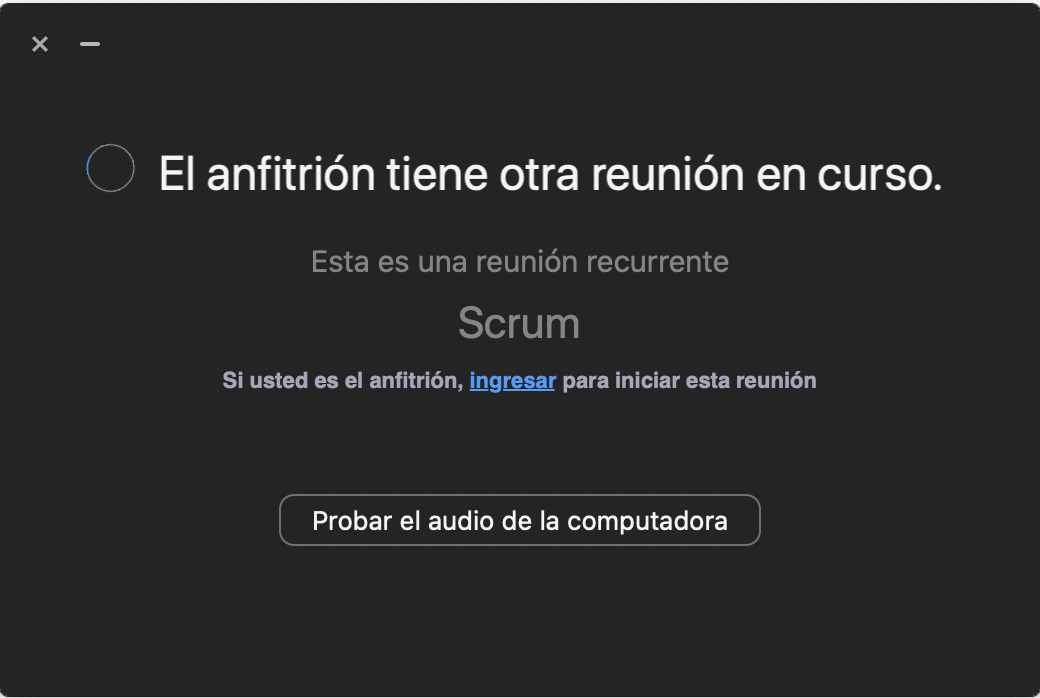 El anfitrión tiene otra reunión en curso.
Esta es una reunión recurrente
Scrum
Si usted es el anfitrión, ingresar para iniciar esta reunión
Probar el audio de la computadora